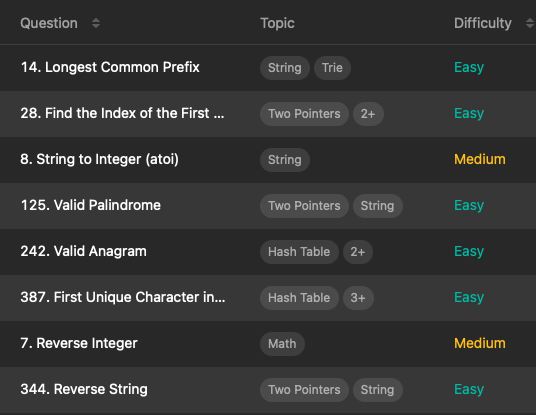 Question Topic Difficulty
14. Longest Common Prefix String Trie Easy
28. Find the Index of the First ... Two Pointers 2+ Easy
8. String to Integer (atoi) String Medium
125. Valid Palindrome Two Pointers String Easy
242. Valid Anagram Hash Table 2+ Easy
387. First Unique Character in... Hash Table 3+ Easy
7. Reverse Integer Math Medium
344. Reverse String Two Pointers String Easy